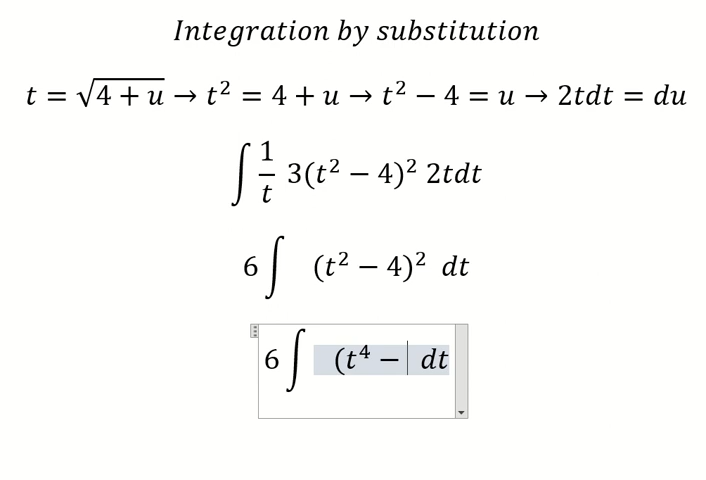 Integration by substitution
t = √(4 + u) → t² = 4 + u → t² − 4 = u → 2tdt = du
∫ 1/t 3(t² − 4)² 2tdt
6 ∫ (t² − 4)² dt
6 ∫ (t⁴ − dt